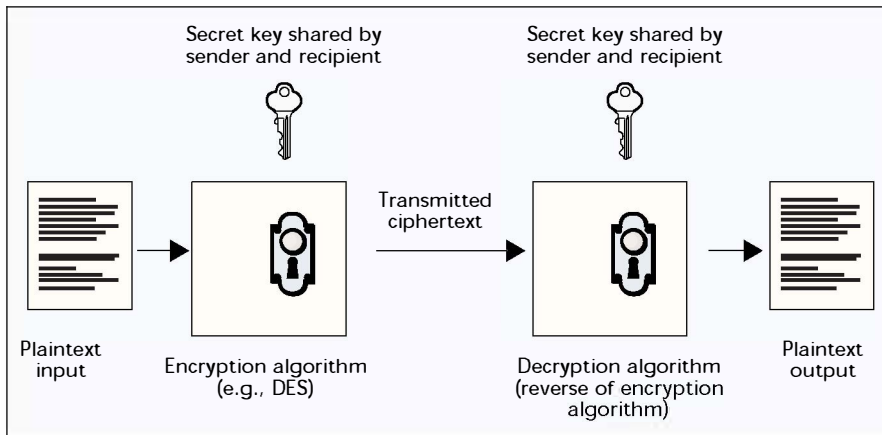 Secret key shared by
sender and recipient
Secret key shared by
sender and recipient
Transmitted
ciphertext
Plaintext
input
Encryption algorithm
(e.g., DES)
Decryption algorithm
(reverse of encryption
algorithm)
Plaintext
output